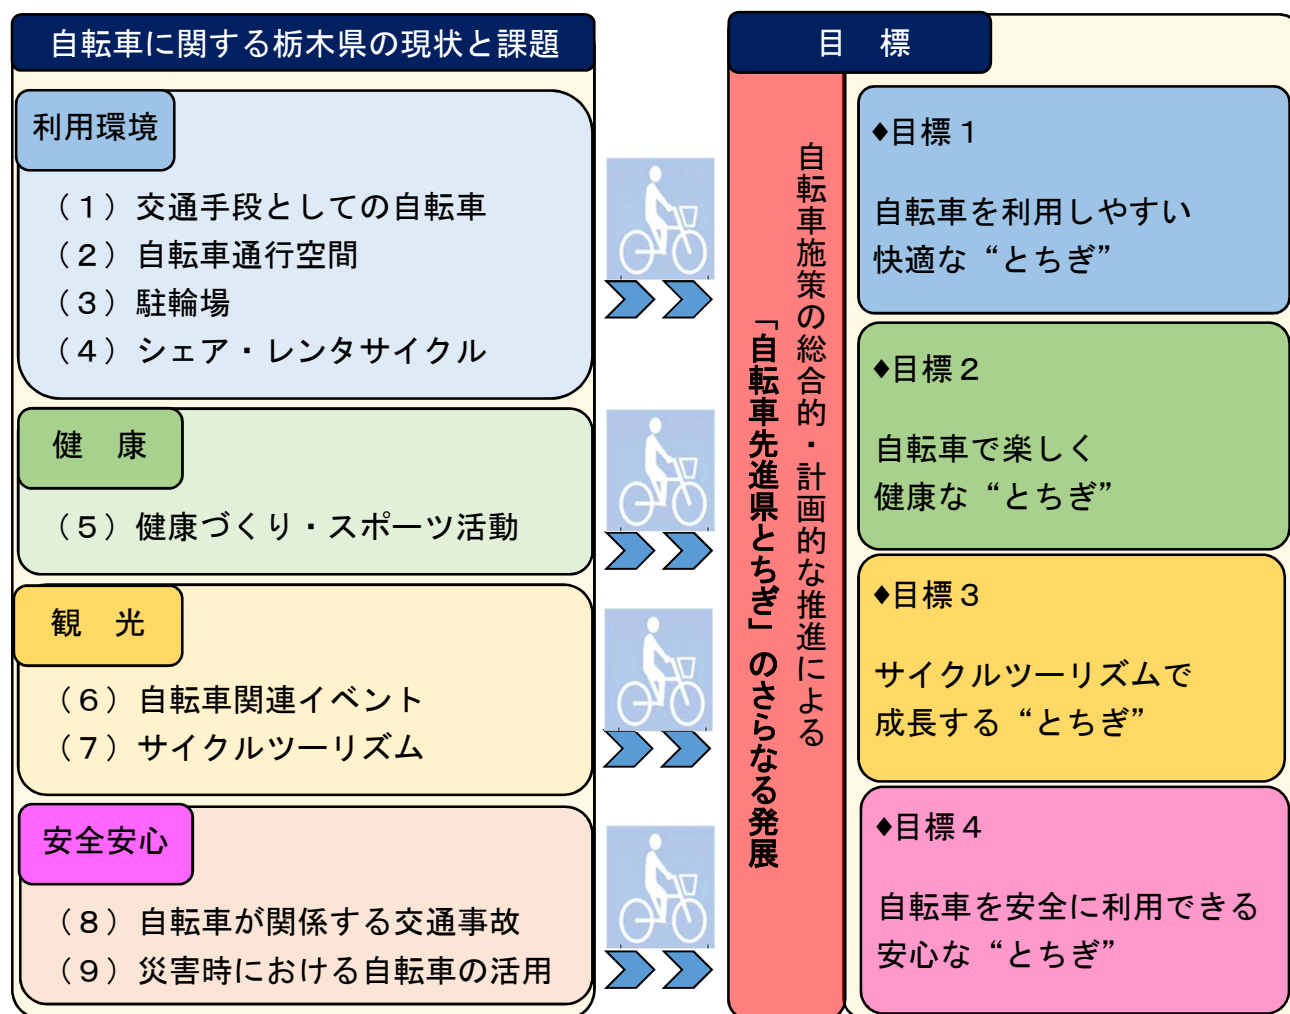 自転車に関する栃木県の現状と課題
利用環境
（１）交通手段としての自転車
（２）自転車通行空間
（３）駐輪場
（４）シェア・レンタサイクル
健　康
（５）健康づくり・スポーツ活動
観　光
（６）自転車関連イベント
（７）サイクルツーリズム
安全安心
（８）自転車が関係する交通事故
（９）災害時における自転車の活用
目　標
自転車施策の総合的・計画的な推進による
「自転車先進県とちぎ」のさらなる発展
♦目標１
自転車を利用しやすい
快適な“とちぎ”
♦目標２
自転車で楽しく
健康な“とちぎ”
♦目標３
サイクルツーリズムで
成長する“とちぎ”
♦目標４
自転車を安全に利用できる
安心な“とちぎ”